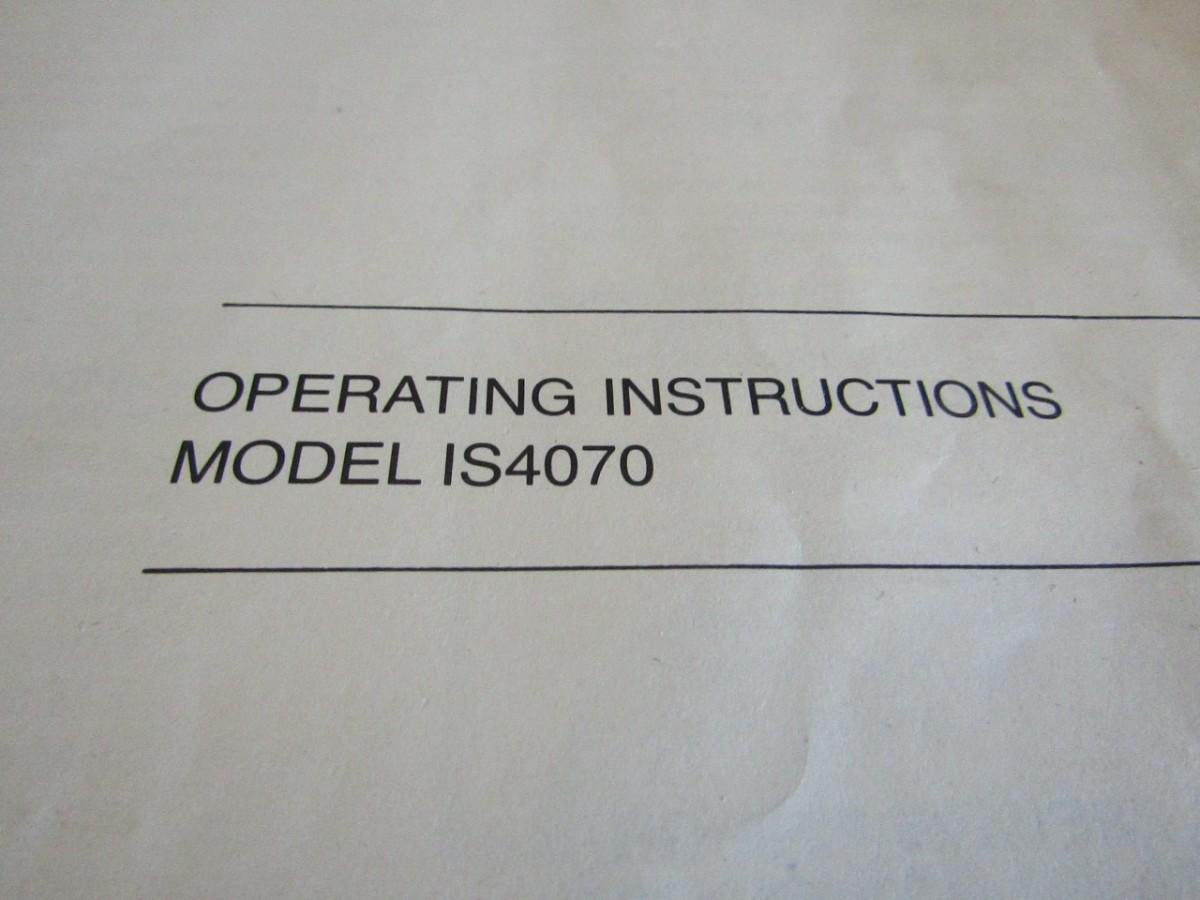 OPERATING INSTRUCTIONS
MODEL IS4070